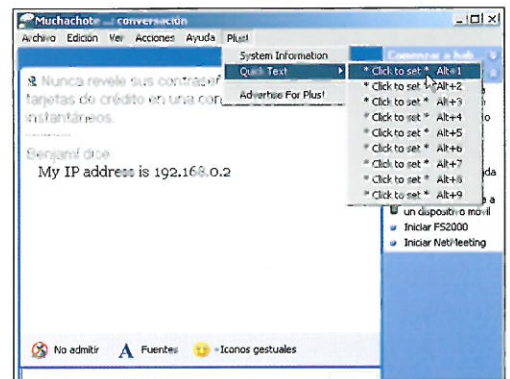 Muchachote ... conversación
Archivo Edición Ver Acciones Ayuda Plus!
System Information
Quick Text
Advertise For Plus!
Comenzar a hab
* Click to set * Alt+1
* Click to set * Alt+2
* Click to set * Alt+3
* Click to set * Alt+4
* Click to set * Alt+5
* Click to set * Alt+6
* Click to set * Alt+7
* Click to set * Alt+8
* Click to set * Alt+9
Nunca revele sus contraseñ
tarjetas de crédito en una con
instantáneos.
Benjamí dice
My IP address is 192.168.0.2
un dispositivo móvil
Iniciar FS2000
Iniciar NetMeeting
No admitir Fuentes Iconos gestuales